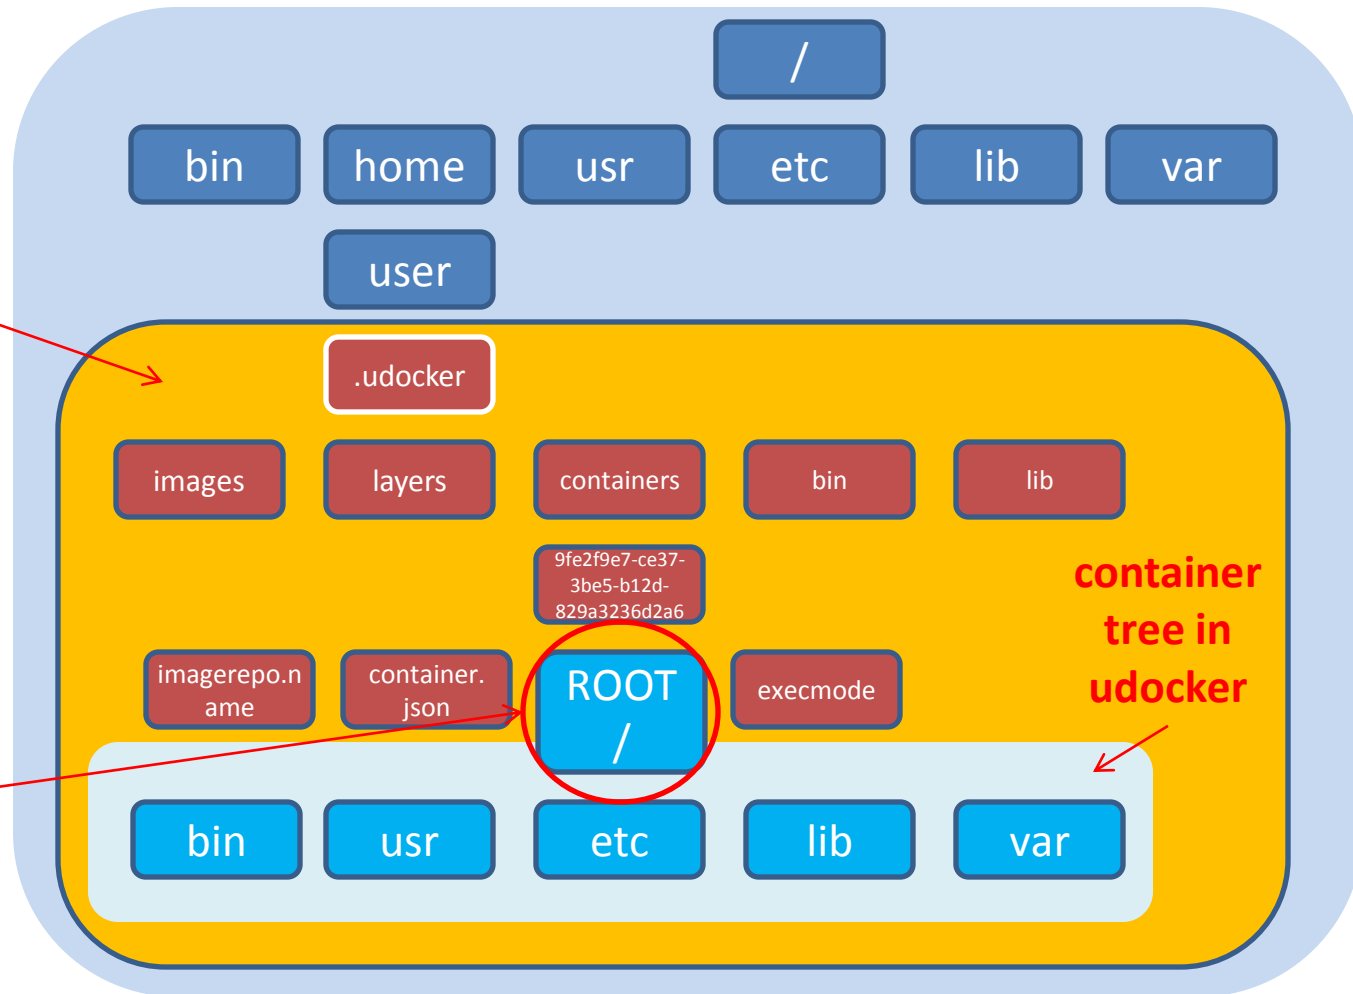 /
bin
home
usr
etc
lib
var
user
.udocker
images
layers
containers
bin
lib
9fe2f9e7-ce37-
3be5-b12d-
829a3236d2a6
container
tree in
udocker
imagerepo.n
ame
container.
json
ROOT
/
execmode
bin
usr
etc
lib
var